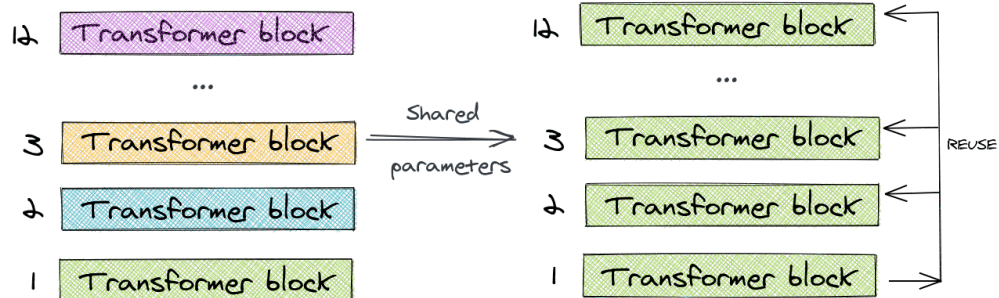 12 Transformer block
...
3 Transformer block
2 Transformer block
1 Transformer block
Shared
parameters
12 Transformer block
...
3 Transformer block
2 Transformer block
1 Transformer block
REUSE